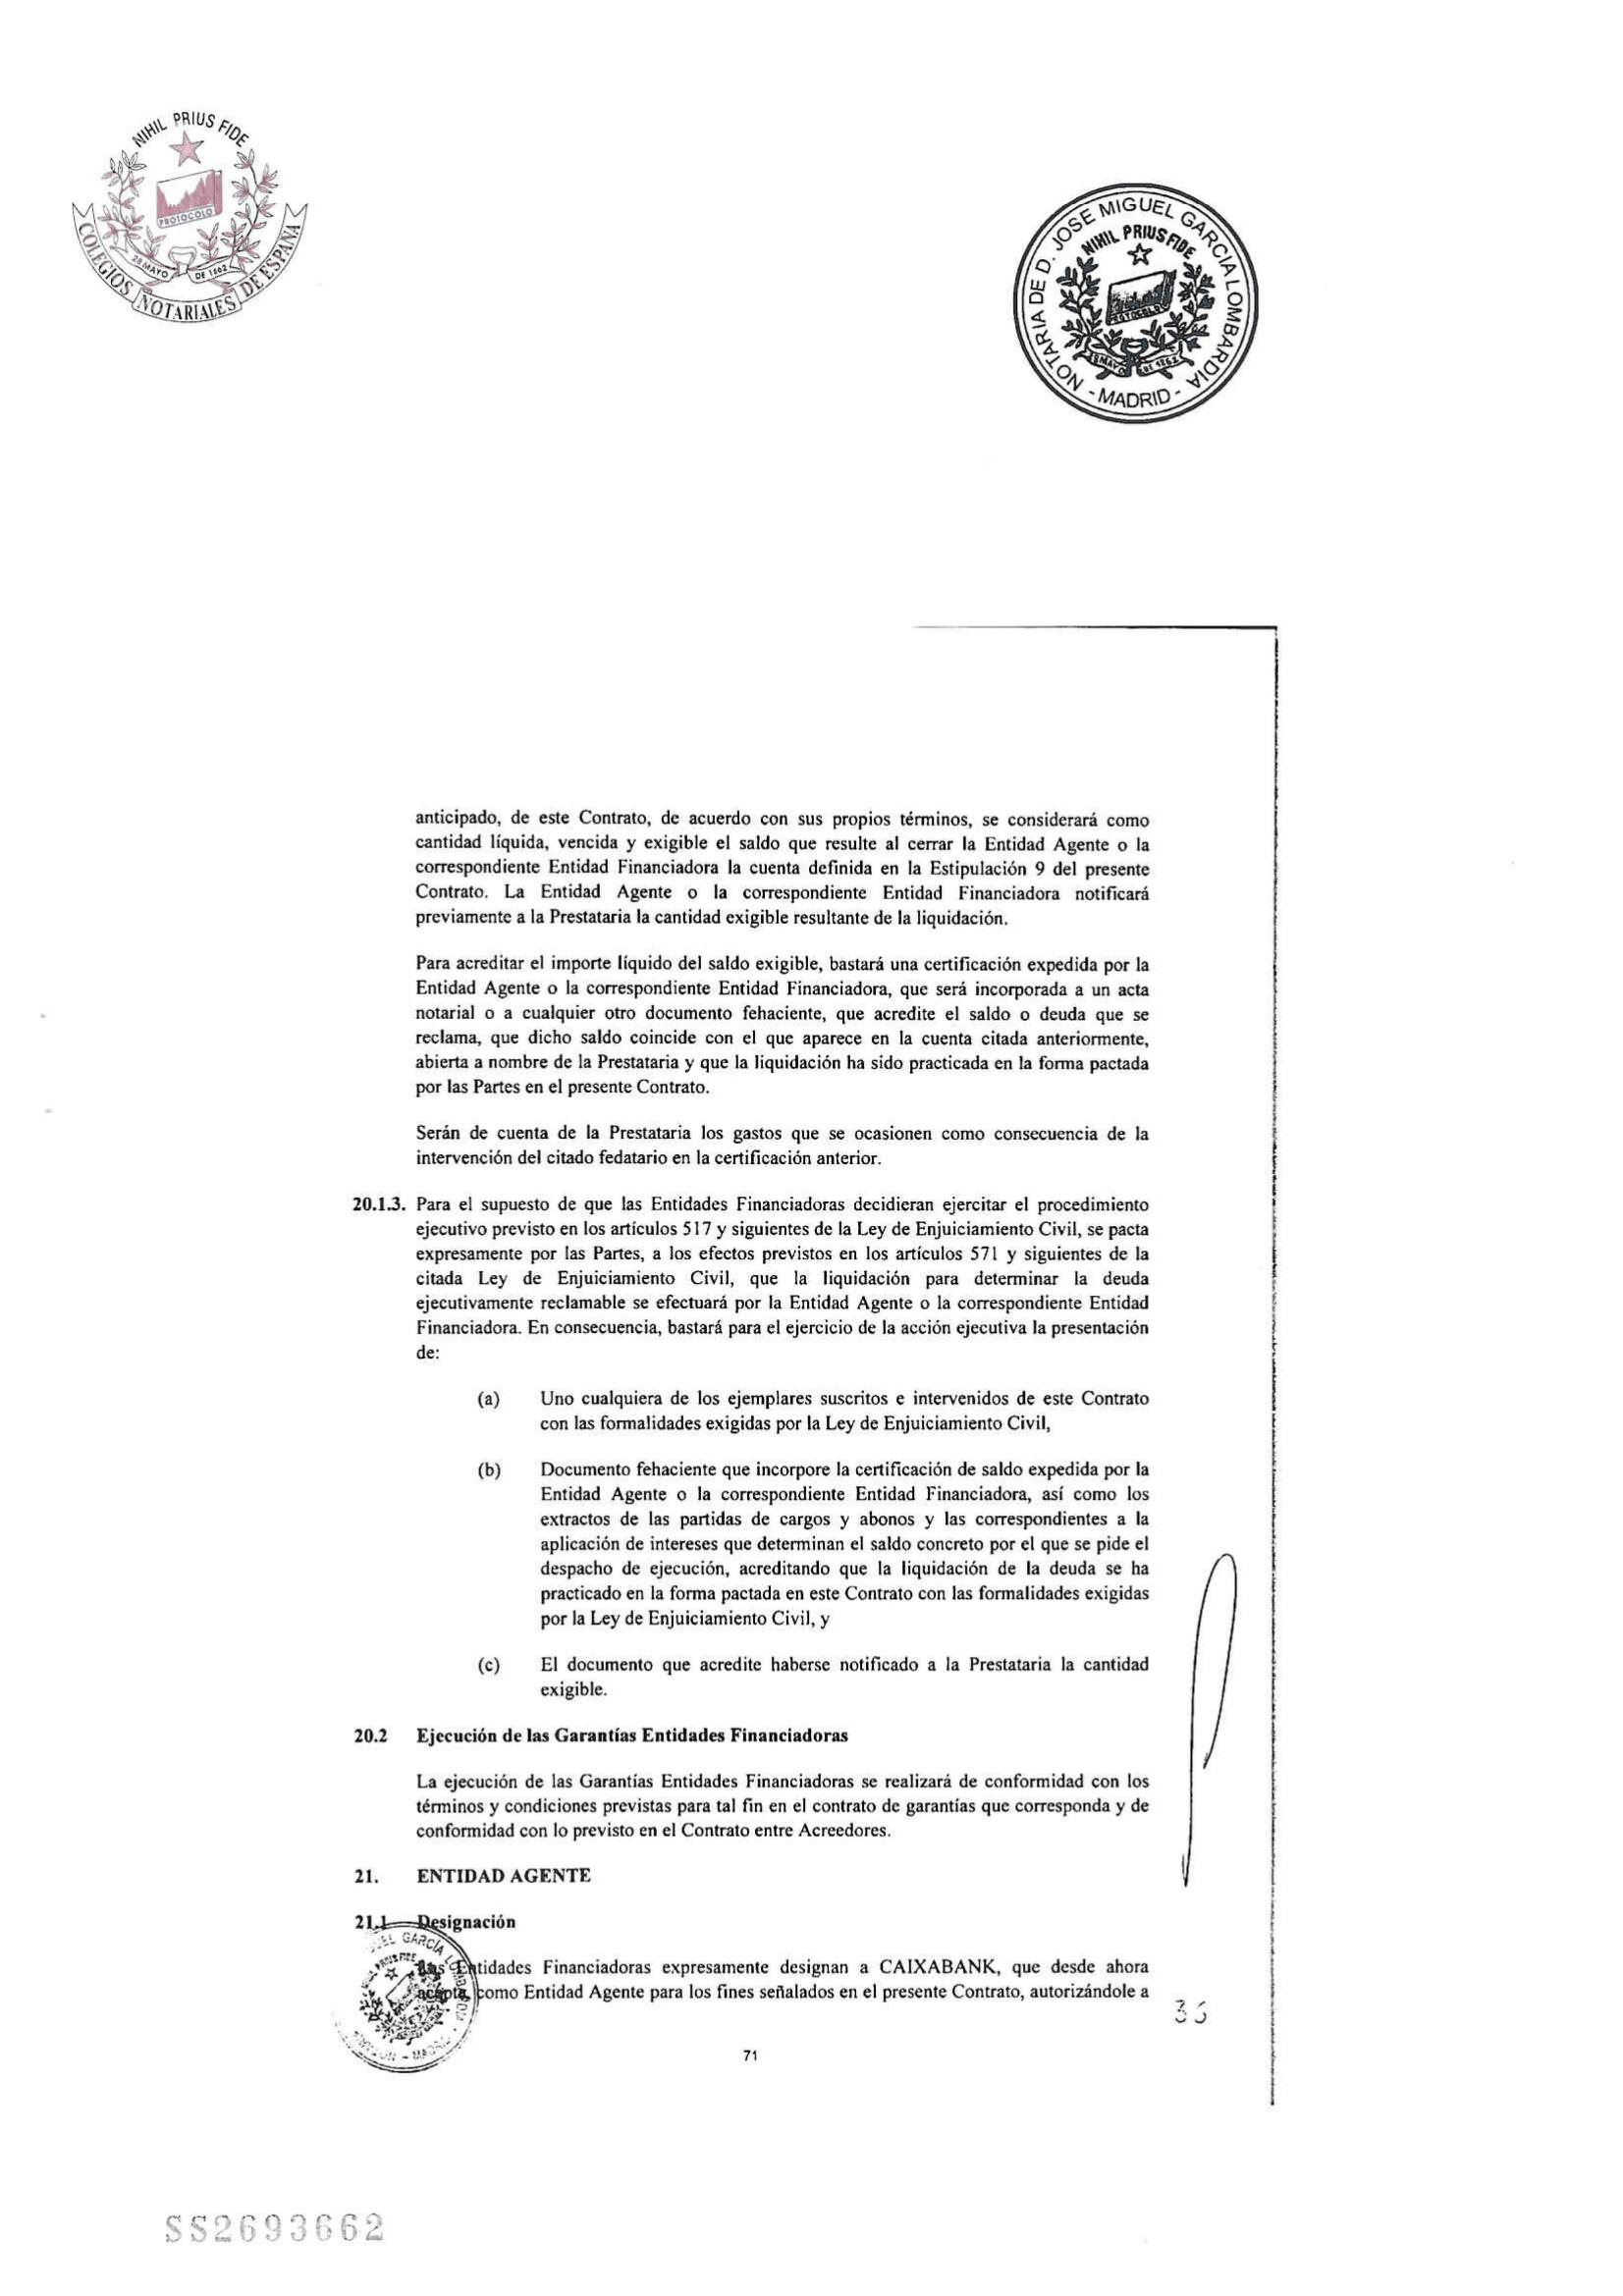 NIHIL PRIUS FIDE
PROTOCOLO
28 MAYO DE 1862
COLEGIOS NOTARIALES DE ESPAÑA
NOTARIA DE D. JOSE MIGUEL GARCÍA LOMBARDIA
NIHIL PRIUS FIDE
PROTOCOLO
28 MAYO DE 1862
- MADRID -
anticipado, de este Contrato, de acuerdo con sus propios términos, se considerará como
cantidad líquida, vencida y exigible el saldo que resulte al cerrar la Entidad Agente o la
correspondiente Entidad Financiadora la cuenta definida en la Estipulación 9 del presente
Contrato. La Entidad Agente o la correspondiente Entidad Financiadora notificará
previamente a la Prestataria la cantidad exigible resultante de la liquidación.
Para acreditar el importe líquido del saldo exigible, bastará una certificación expedida por la
Entidad Agente o la correspondiente Entidad Financiadora, que será incorporada a un acta
notarial o a cualquier otro documento fehaciente, que acredite el saldo o deuda que se
reclama, que dicho saldo coincide con el que aparece en la cuenta citada anteriormente,
abierta a nombre de la Prestataria y que la liquidación ha sido practicada en la forma pactada
por las Partes en el presente Contrato.
Serán de cuenta de la Prestataria los gastos que se ocasionen como consecuencia de la
intervención del citado fedatario en la certificación anterior.
20.1.3. Para el supuesto de que las Entidades Financiadoras decidieran ejercitar el procedimiento
ejecutivo previsto en los artículos 517 y siguientes de la Ley de Enjuiciamiento Civil, se pacta
expresamente por las Partes, a los efectos previstos en los artículos 571 y siguientes de la
citada Ley de Enjuiciamiento Civil, que la liquidación para determinar la deuda
ejecutivamente reclamable se efectuará por la Entidad Agente o la correspondiente Entidad
Financiadora. En consecuencia, bastará para el ejercicio de la acción ejecutiva la presentación
de:
(a) Uno cualquiera de los ejemplares suscritos e intervenidos de este Contrato
con las formalidades exigidas por la Ley de Enjuiciamiento Civil,
(b) Documento fehaciente que incorpore la certificación de saldo expedida por la
Entidad Agente o la correspondiente Entidad Financiadora, así como los
extractos de las partidas de cargos y abonos y las correspondientes a la
aplicación de intereses que determinan el saldo concreto por el que se pide el
despacho de ejecución, acreditando que la liquidación de la deuda se ha
practicado en la forma pactada en este Contrato con las formalidades exigidas
por la Ley de Enjuiciamiento Civil, y
(c) El documento que acredite haberse notificado a la Prestataria la cantidad
exigible.
20.2 Ejecución de las Garantías Entidades Financiadoras
La ejecución de las Garantías Entidades Financiadoras se realizará de conformidad con los
términos y condiciones previstas para tal fin en el contrato de garantías que corresponda y de
conformidad con lo previsto en el Contrato entre Acreedores.
21. ENTIDAD AGENTE
21.1 Designación
Las Entidades Financiadoras expresamente designan a CAIXABANK, que desde ahora
acepta, como Entidad Agente para los fines señalados en el presente Contrato, autorizándole a
71
SS2693662